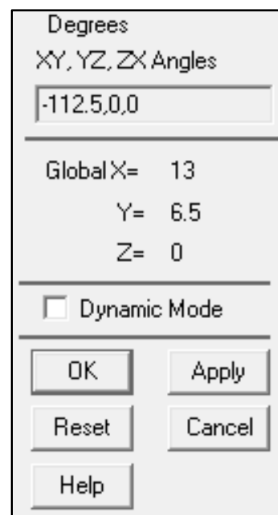 Degrees
XY, YZ, ZX Angles
-112.5,0,0
Global X= 13
Y= 6.5
Z= 0
Dynamic Mode
OK Apply
Reset Cancel
Help